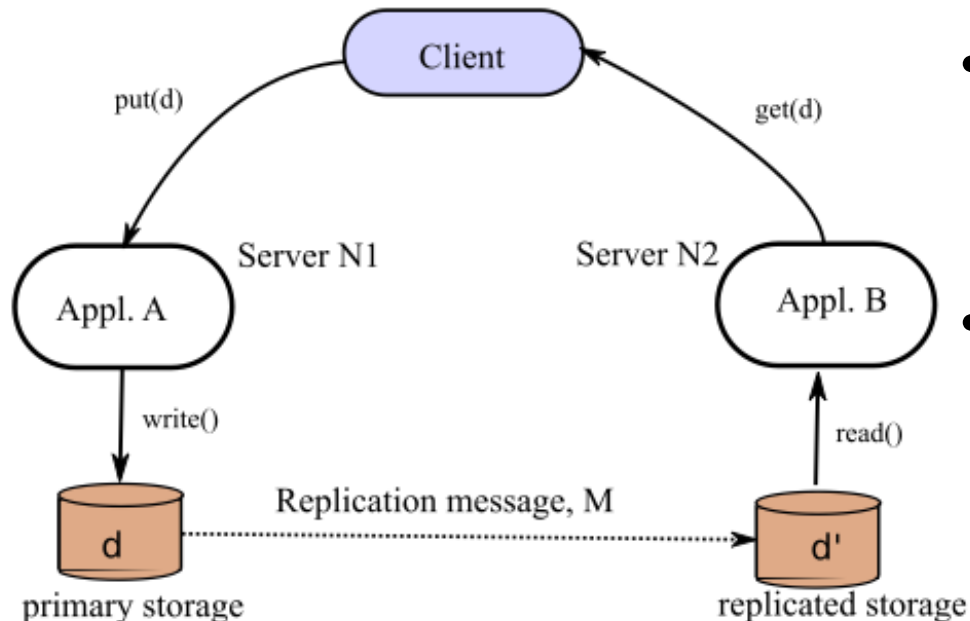 Client
put(d)
get(d)
Server N1
Server N2
Appl. A
Appl. B
write()
read()
Replication message, M
d
d'
primary storage
replicated storage